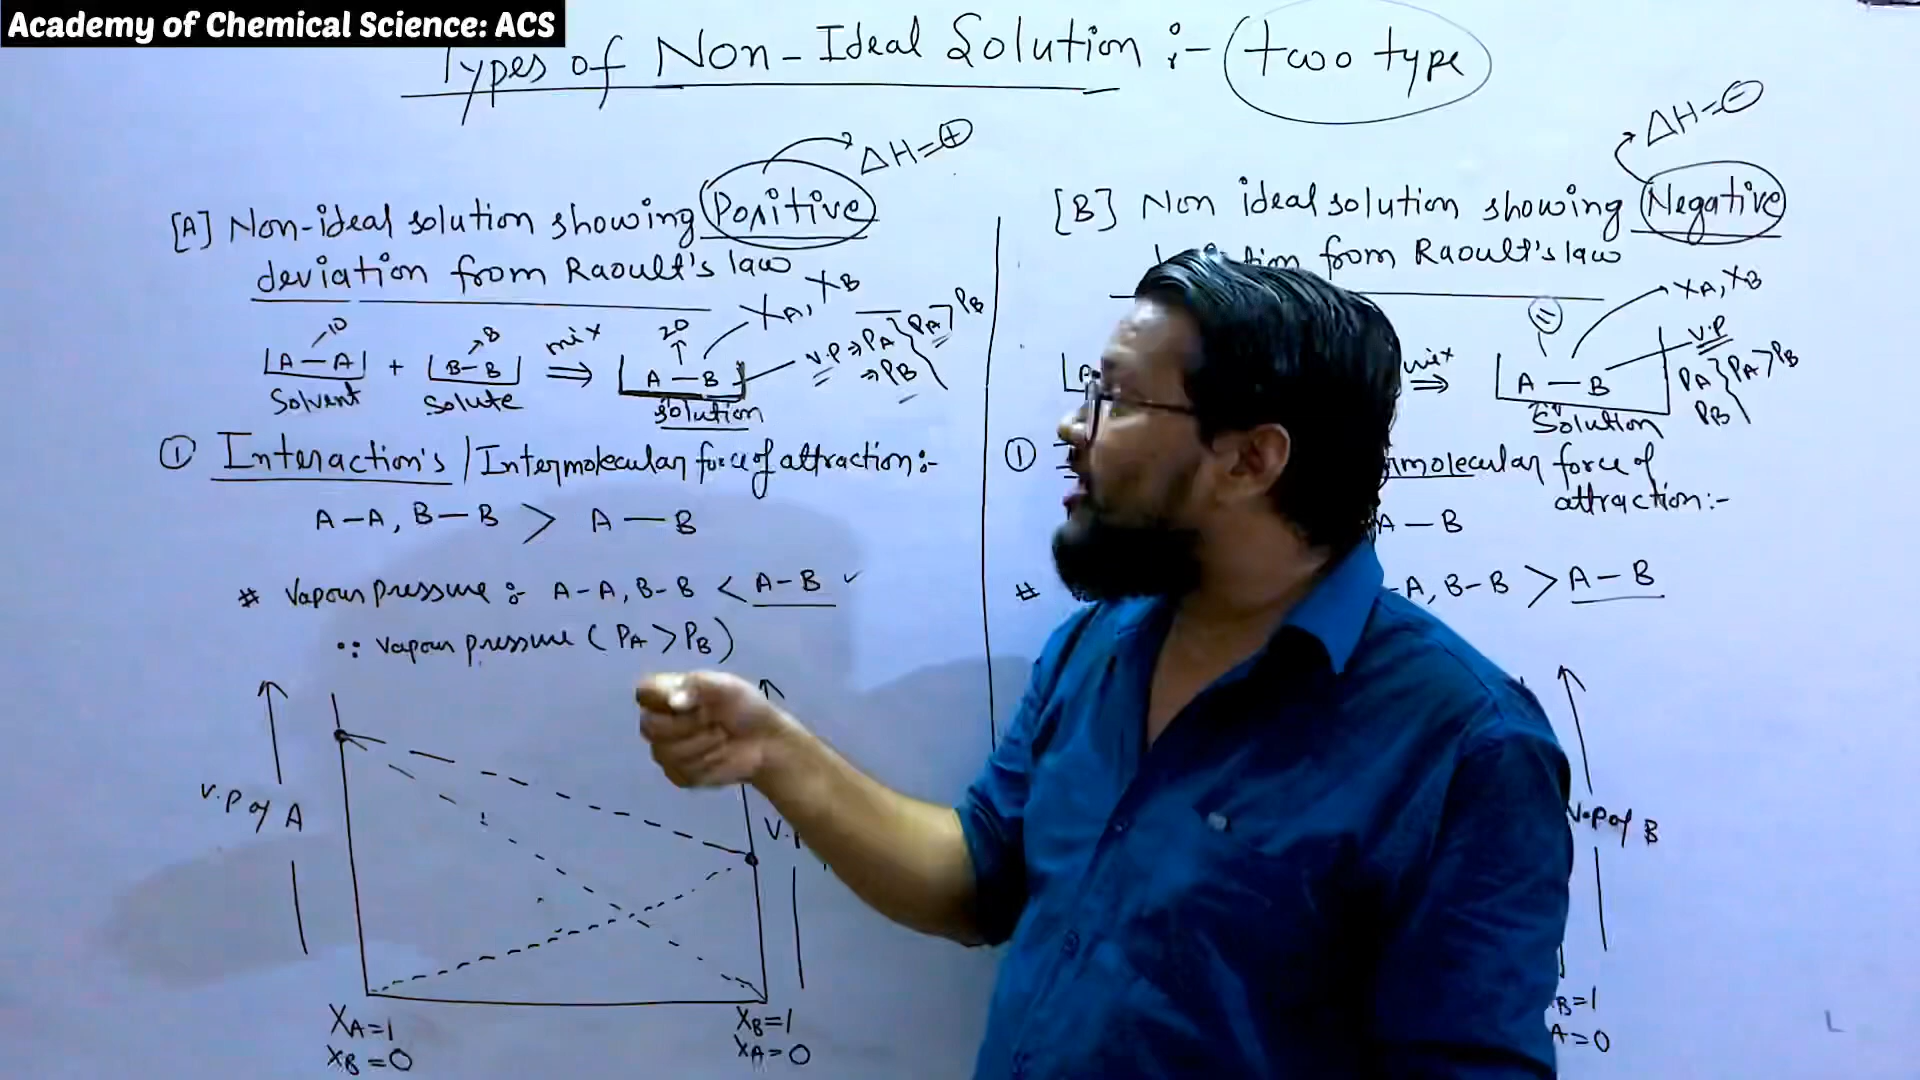 Academy of Chemical Science: ACS
Types of Non-Ideal Solution :- two type
ΔH=⊕
[A] Non-ideal solution showing Positive
deviation from Raoult's law
XA, XB
10
8
mix
20
V.P ⇒ PA
⇒ PB
PA > PB
A—A + B—B ⇒ A—B
Solvent Solute solution
① Interaction's / Intermolecular force of attraction:-
A—A, B—B > A—B
# Vapour pressure :- A-A, B-B < A-B ✓
∵ Vapour pressure (PA > PB)
V.P of A
V.P
XA=1
XB=0
XB=1
XA=0
ΔH=⊖
[B] Non ideal solution showing Negative
from Raoult's law
XA, XB
V.P
PA
PB
PA > PB
mix
⇒ A—B
Solution
① molecular force of
attraction:-
A—B
# -A, B-B > A-B
V.P of B
B=1
A=0